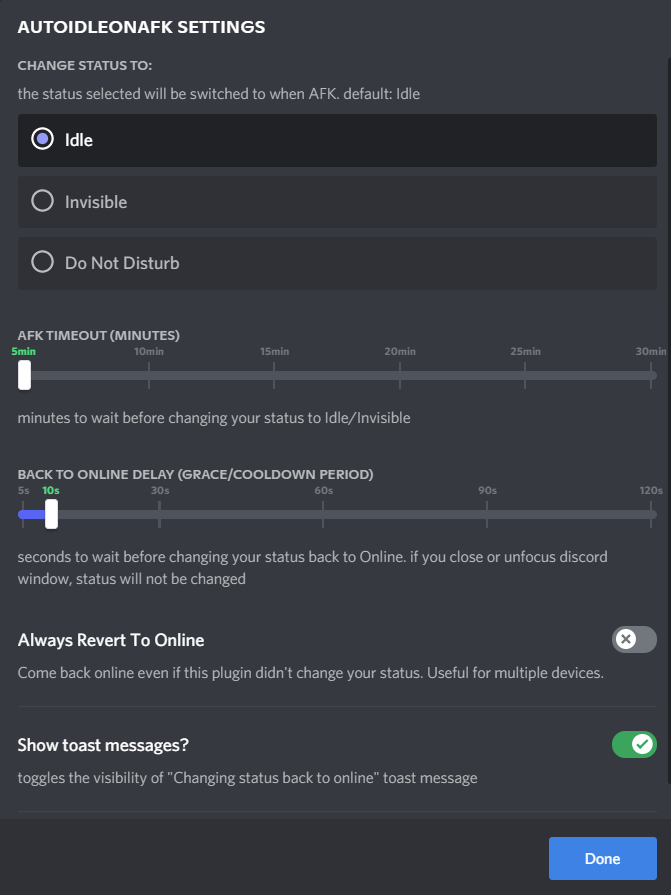 AUTOIDLEONAFK SETTINGS
CHANGE STATUS TO:
the status selected will be switched to when AFK. default: Idle
Idle
Invisible
Do Not Disturb
AFK TIMEOUT (MINUTES)
5min 10min 15min 20min 25min 30min
minutes to wait before changing your status to Idle/Invisible
BACK TO ONLINE DELAY (GRACE/COOLDOWN PERIOD)
5s 10s 30s 60s 90s 120s
seconds to wait before changing your status back to Online. if you close or unfocus discord
window, status will not be changed
Always Revert To Online
Come back online even if this plugin didn't change your status. Useful for multiple devices.
Show toast messages?
toggles the visibility of "Changing status back to online" toast message
Done